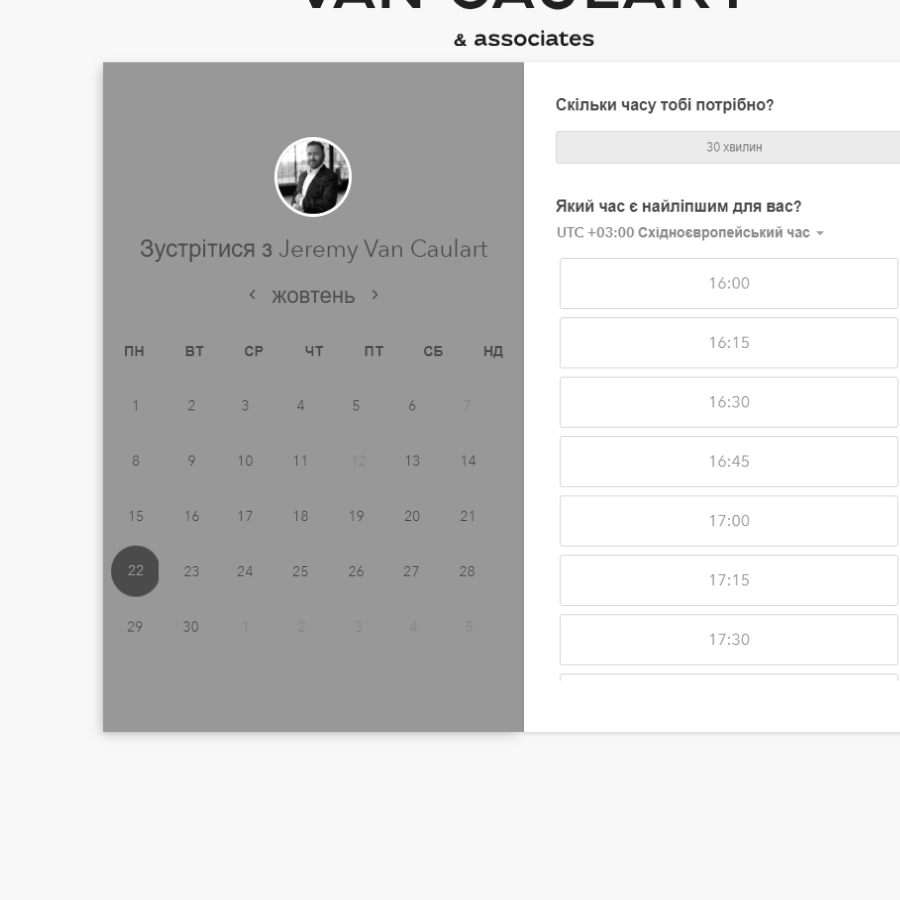 VAN CAULART
& associates
Зустрітися з Jeremy Van Caulart
жовтень
ПН ВТ СР ЧТ ПТ СБ НД
1 2 3 4 5 6 7
8 9 10 11 12 13 14
15 16 17 18 19 20 21
22 23 24 25 26 27 28
29 30 1 2 3 4 5
Скільки часу тобі потрібно?
30 хвилин
Який час є найліпшим для вас?
UTC +03:00 Східноєвропейський час
16:00
16:15
16:30
16:45
17:00
17:15
17:30